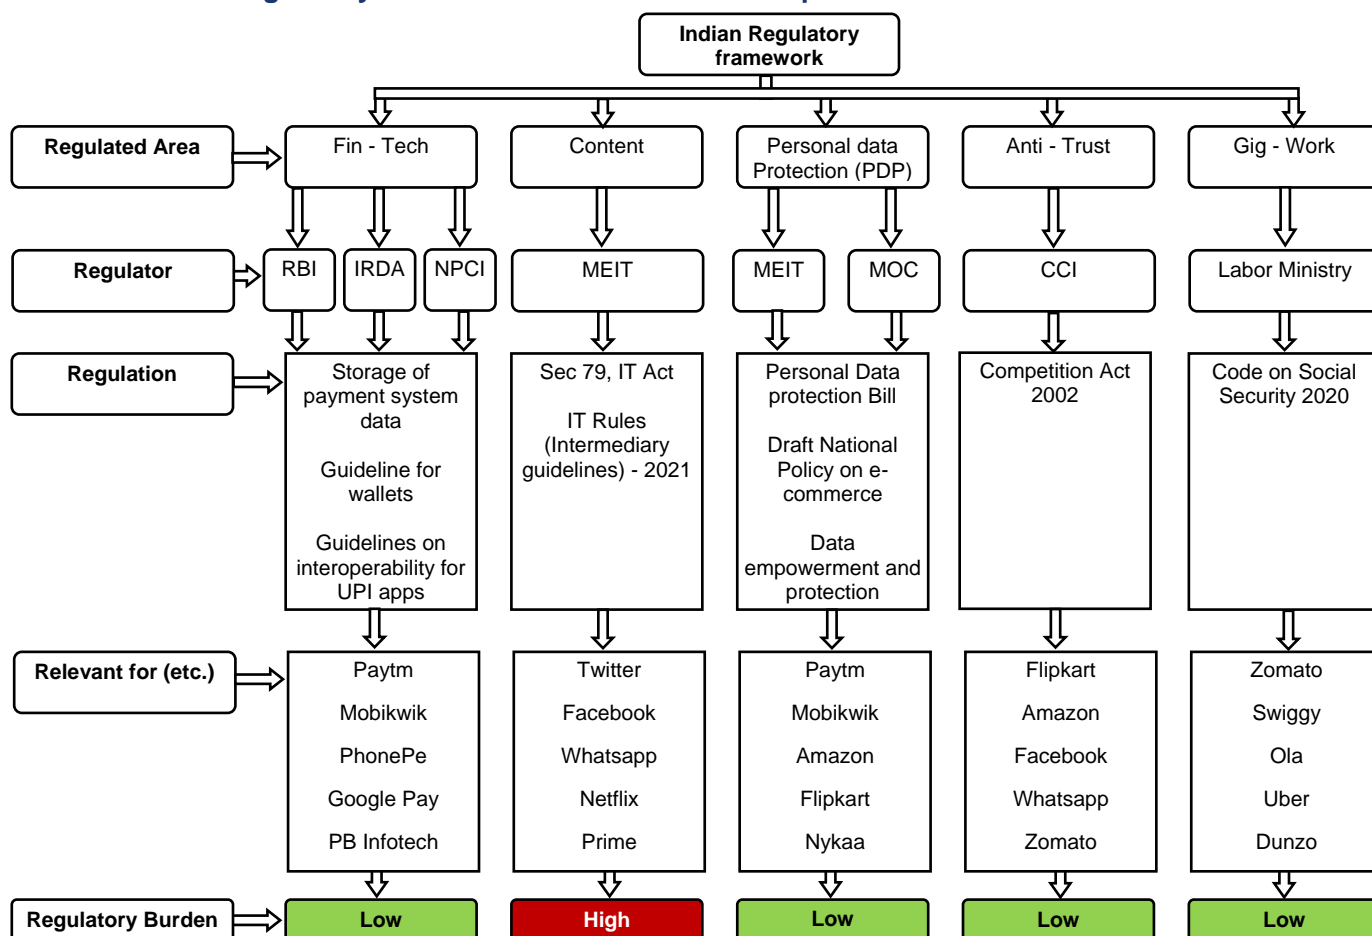 Indian Regulatory
framework
Regulated Area
Fin - Tech
Content
Personal data
Protection (PDP)
Anti - Trust
Gig - Work
Regulator
RBI
IRDA
NPCI
MEIT
MEIT
MOC
CCI
Labor Ministry
Regulation
Storage of
payment system
data
Guideline for
wallets
Guidelines on
interoperability for
UPI apps
Sec 79, IT Act
IT Rules
(Intermediary
guidelines) - 2021
Personal Data
protection Bill
Draft National
Policy on e-
commerce
Data
empowerment and
protection
Competition Act
2002
Code on Social
Security 2020
Relevant for (etc.)
Paytm
Mobikwik
PhonePe
Google Pay
PB Infotech
Twitter
Facebook
Whatsapp
Netflix
Prime
Paytm
Mobikwik
Amazon
Flipkart
Nykaa
Flipkart
Amazon
Facebook
Whatsapp
Zomato
Zomato
Swiggy
Ola
Uber
Dunzo
Regulatory Burden
Low
High
Low
Low
Low